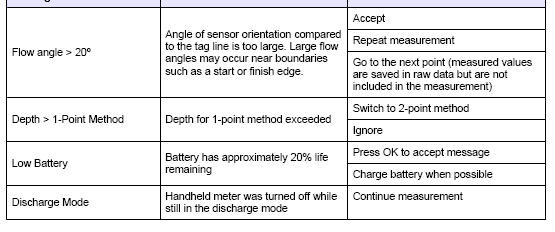 Accept
Flow angle > 20º
Angle of sensor orientation compared
to the tag line is too large. Large flow
angles may occur near boundaries
such as a start or finish edge.
Repeat measurement
Go to the next point (measured values
are saved in raw data but are not
included in the measurement)
Depth > 1-Point Method
Depth for 1-point method exceeded
Switch to 2-point method
Ignore
Low Battery
Battery has approximately 20% life
remaining
Press OK to accept message
Charge battery when possible
Discharge Mode
Handheld meter was turned off while
still in the discharge mode
Continue measurement